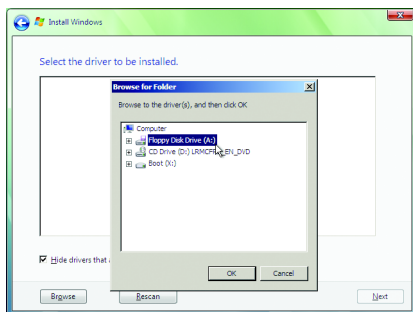 Install Windows
Select the driver to be installed.
Browse for Folder
Browse to the driver(s), and then click OK
Computer
Floppy Disk Drive (A:)
CD Drive (D:) EN_DVD
Boot (X:)
Hide drivers that
OK Cancel
Browse Rescan Next